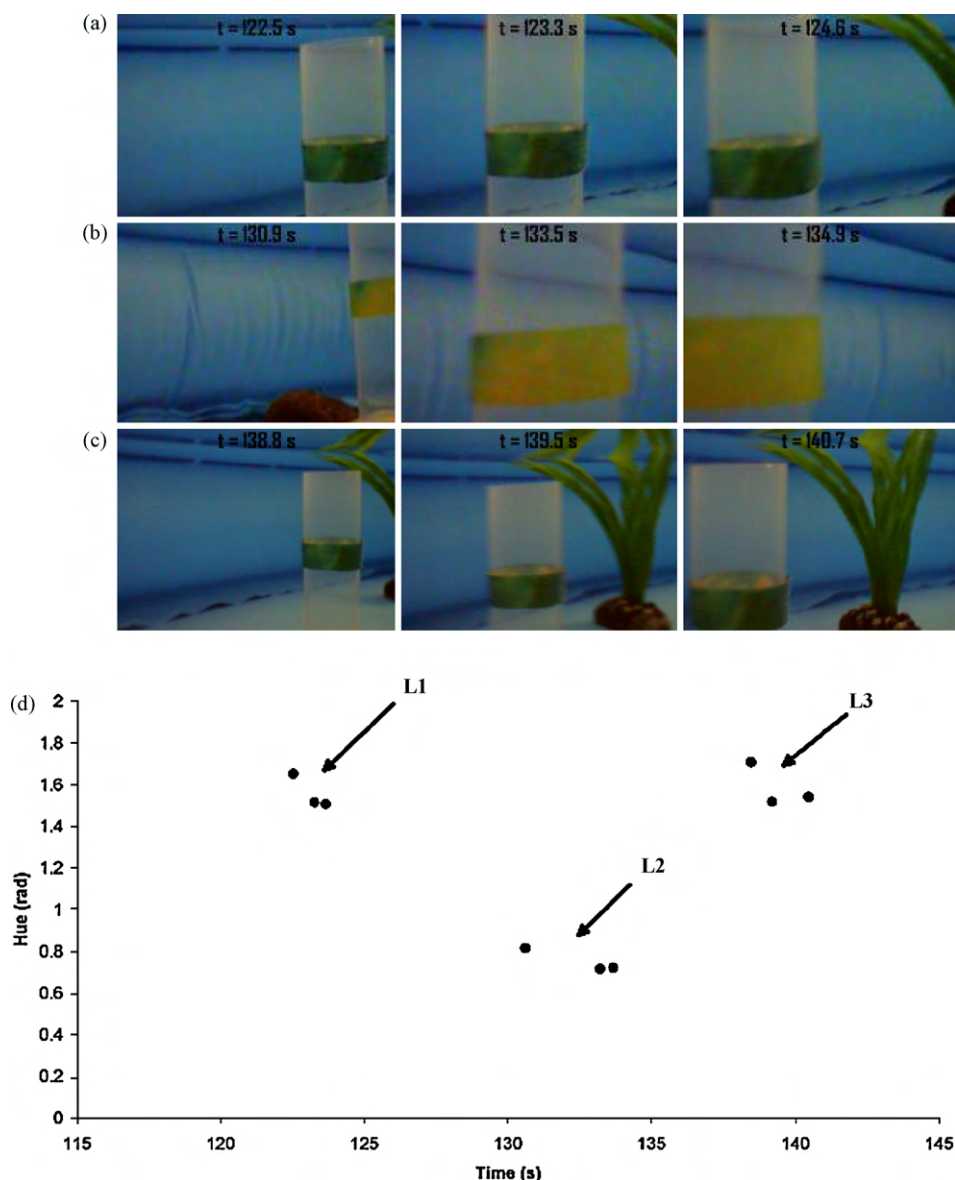 (a)
t = 122.5 s
t = 123.3 s
t = 124.6 s
(b)
t = 130.9 s
t = 133.5 s
t = 134.9 s
(c)
t = 138.8 s
t = 139.5 s
t = 140.7 s
(d)
L1
L3
L2
2
1.8
1.6
1.4
1.2
1
0.8
0.6
0.4
0.2
0
Hue (rad)
115 120 125 130 135 140 145
Time (s)